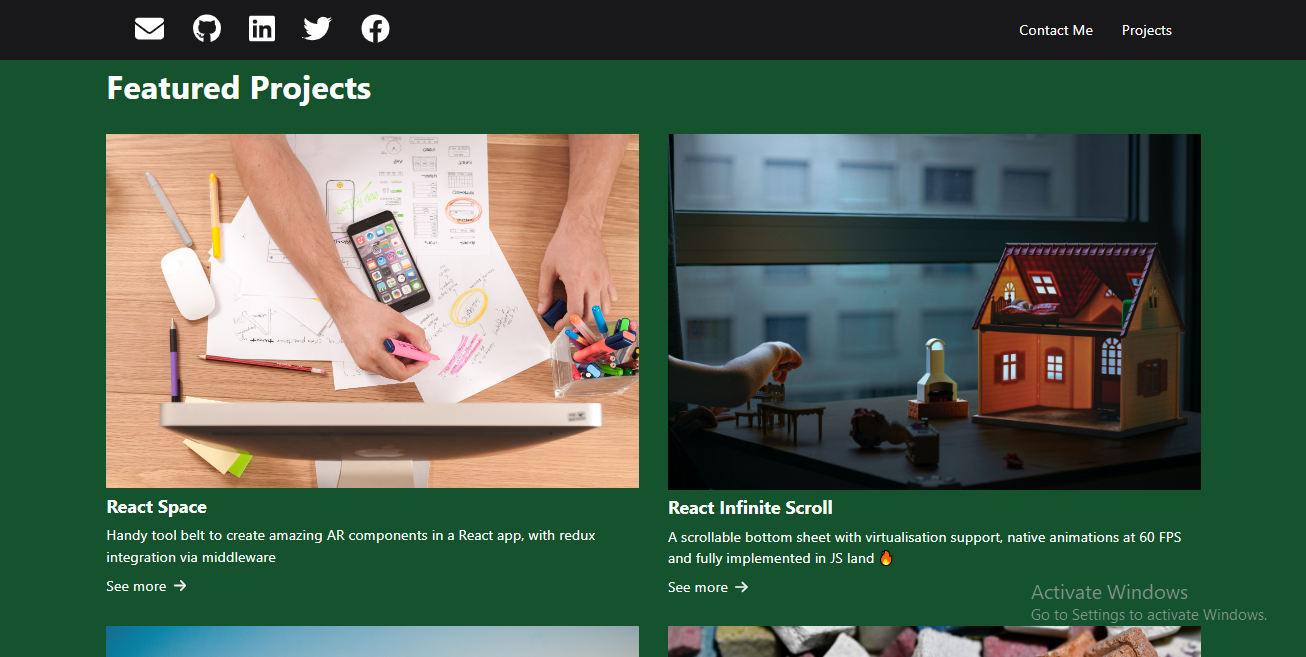 Contact Me
Projects
Featured Projects
React Space
Handy tool belt to create amazing AR components in a React app, with redux
integration via middleware
See more →
React Infinite Scroll
A scrollable bottom sheet with virtualisation support, native animations at 60 FPS
and fully implemented in JS land 🔥
See more →
Activate Windows
Go to Settings to activate Windows.